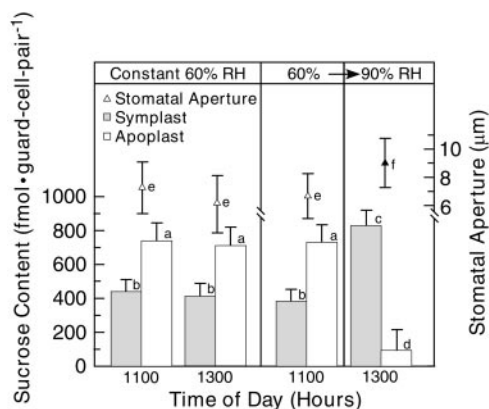 Constant 60% RH
60% → 90% RH
Stomatal Aperture
Symplast
Apoplast
Sucrose Content (fmol•guard-cell-pair-1)
1000
800
600
400
200
0
10
8
6
Stomatal Aperture (μm)
e
e
e
f
b
a
b
a
b
a
c
d
1100
1300
1100
1300
Time of Day (Hours)